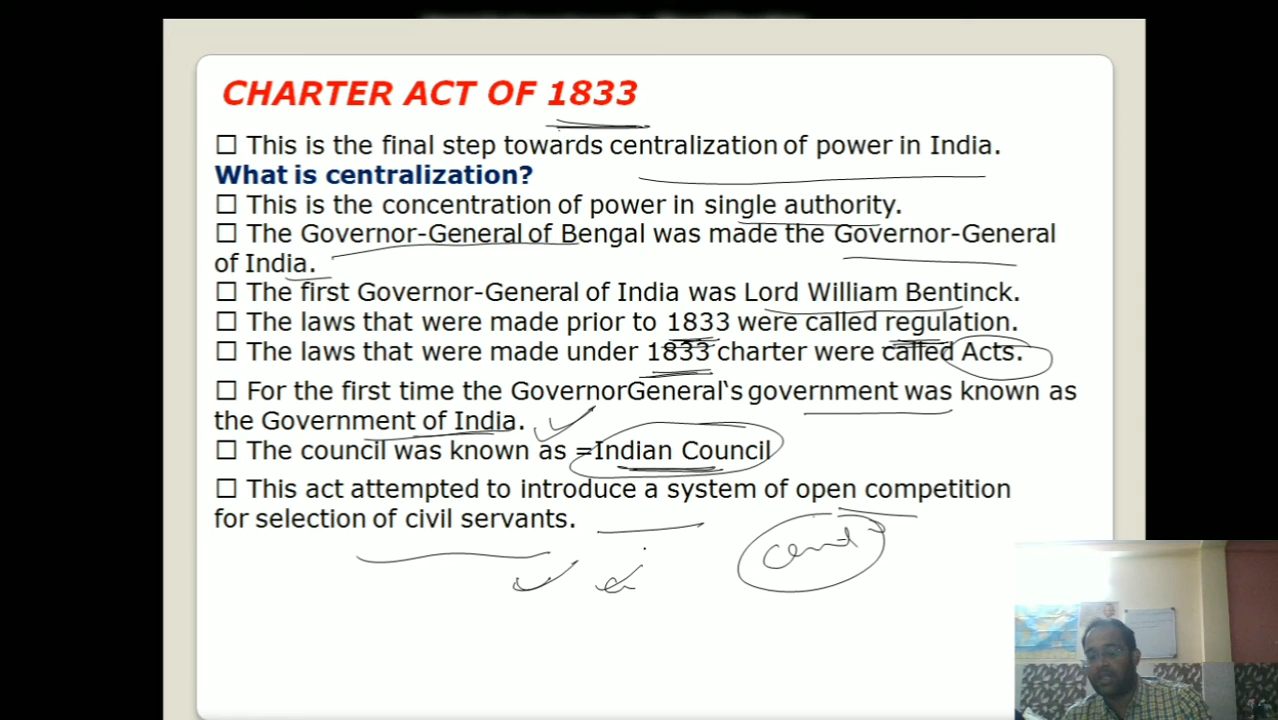 CHARTER ACT OF 1833
☐ This is the final step towards centralization of power in India.
What is centralization?
☐ This is the concentration of power in single authority.
☐ The Governor-General of Bengal was made the Governor-General
of India.
☐ The first Governor-General of India was Lord William Bentinck.
☐ The laws that were made prior to 1833 were called regulation.
☐ The laws that were made under 1833 charter were called Acts.
☐ For the first time the GovernorGeneral‘s government was known as
the Government of India.
☐ The council was known as =Indian Council
☐ This act attempted to introduce a system of open competition
for selection of civil servants.